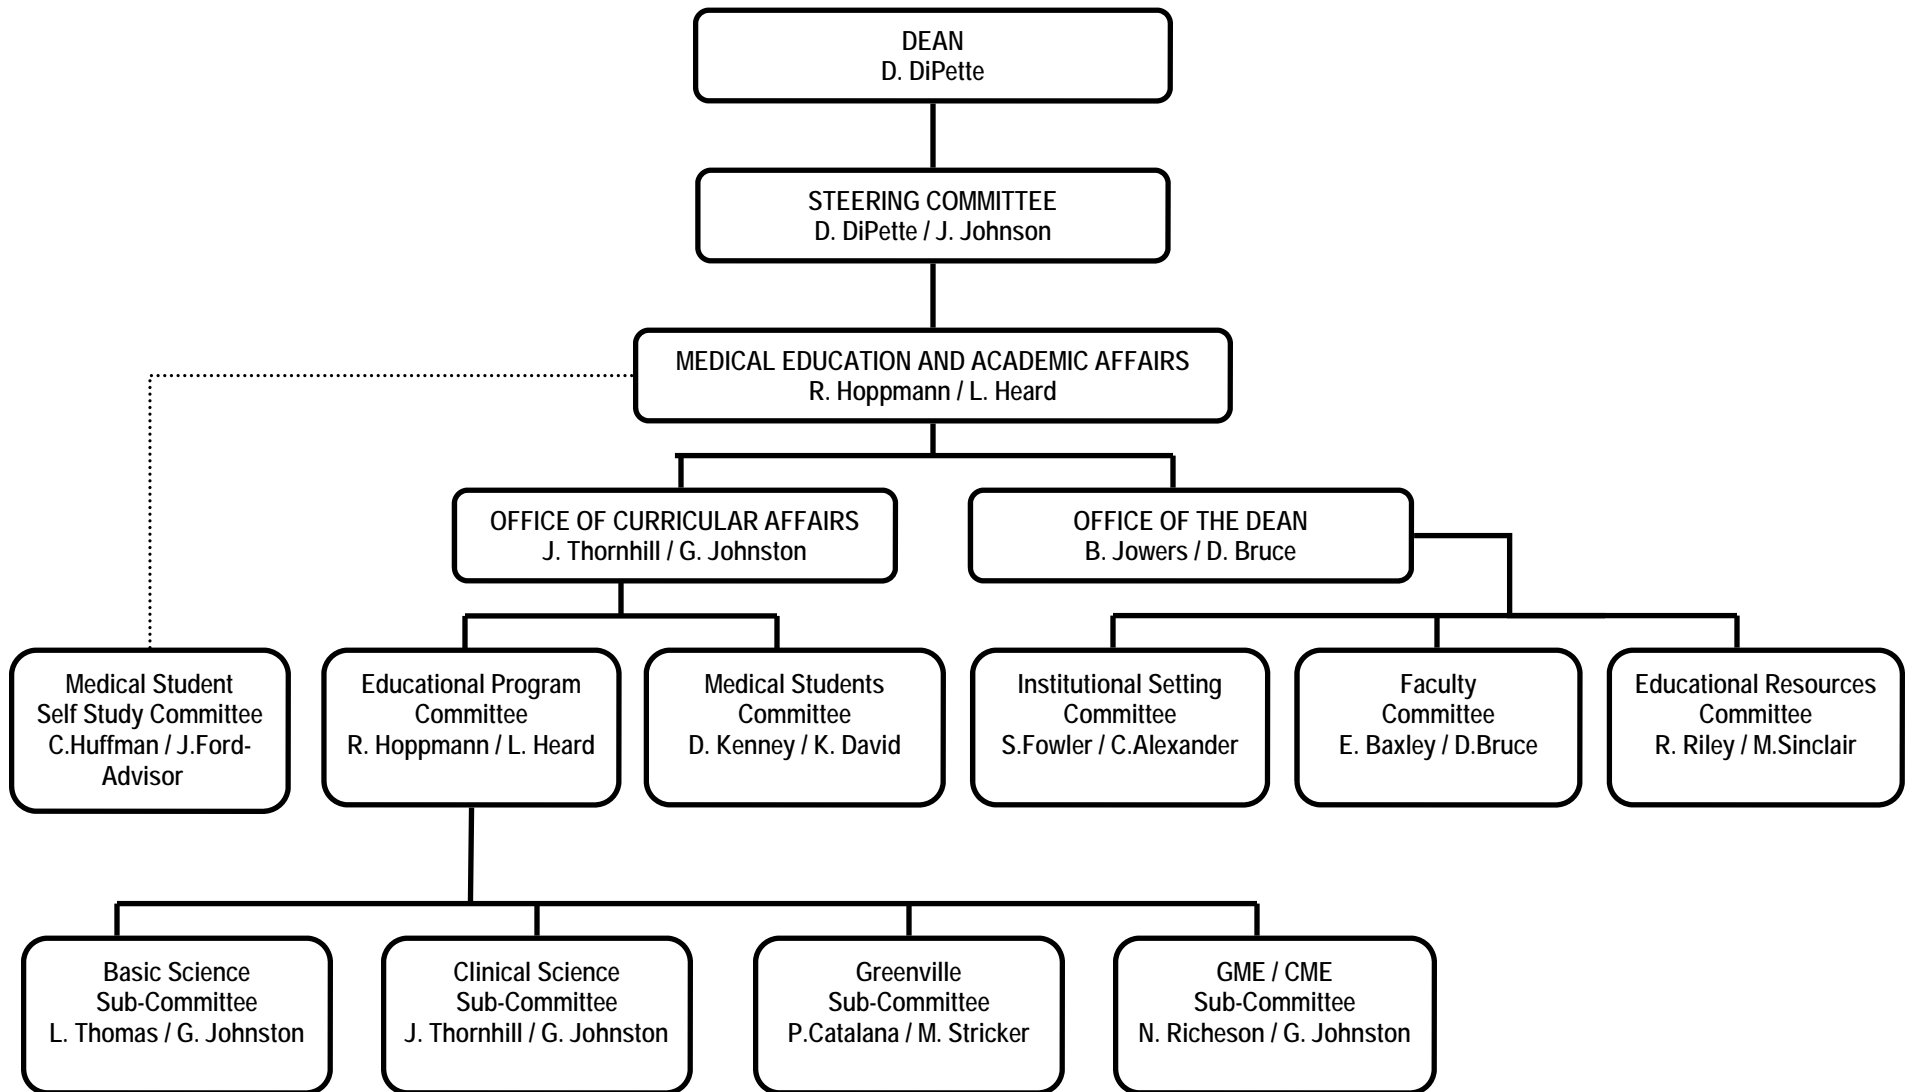 DEAN
D. DiPette
STEERING COMMITTEE
D. DiPette / J. Johnson
MEDICAL EDUCATION AND ACADEMIC AFFAIRS
R. Hoppmann / L. Heard
OFFICE OF CURRICULAR AFFAIRS
J. Thornhill / G. Johnston
OFFICE OF THE DEAN
B. Jowers / D. Bruce
Medical Student
Self Study Committee
C.Huffman / J.Ford-
Advisor
Educational Program
Committee
R. Hoppmann / L. Heard
Medical Students
Committee
D. Kenney / K. David
Institutional Setting
Committee
S.Fowler / C.Alexander
Faculty
Committee
E. Baxley / D.Bruce
Educational Resources
Committee
R. Riley / M.Sinclair
Basic Science
Sub-Committee
L. Thomas / G. Johnston
Clinical Science
Sub-Committee
J. Thornhill / G. Johnston
Greenville
Sub-Committee
P.Catalana / M. Stricker
GME / CME
Sub-Committee
N. Richeson / G. Johnston